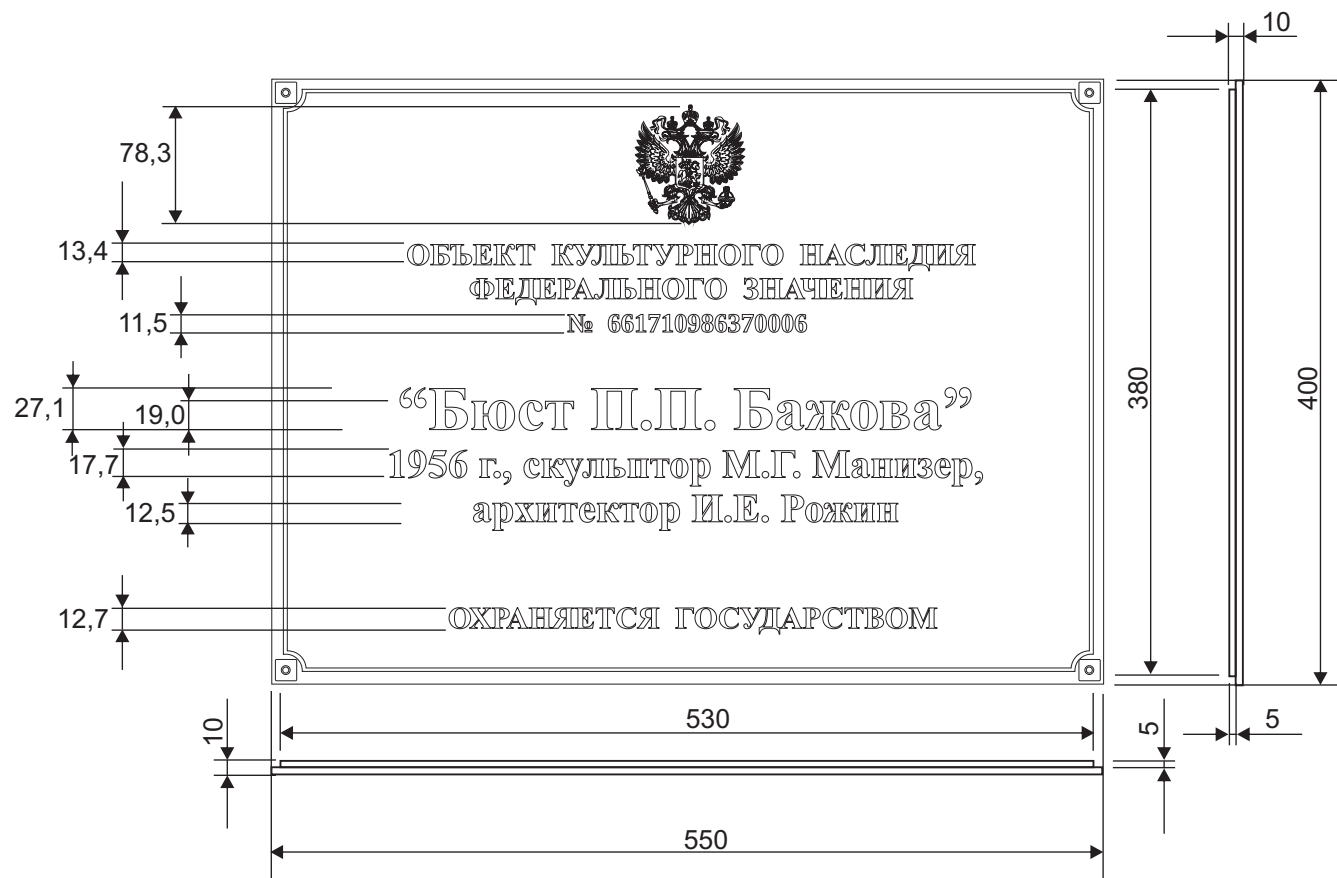 10
78,3
13,4
ОБЪЕКТ КУЛЬТУРНОГО НАСЛЕДИЯ
ФЕДЕРАЛЬНОГО ЗНАЧЕНИЯ
11,5
№ 661710986370006
380
400
27,1
19,0
“Бюст П.П. Бажова”
17,7
1956 г., скульптор М.Г. Манизер,
12,5
архитектор И.Е. Рожин
12,7
ОХРАНЯЕТСЯ ГОСУДАРСТВОМ
10
530
5
5
550